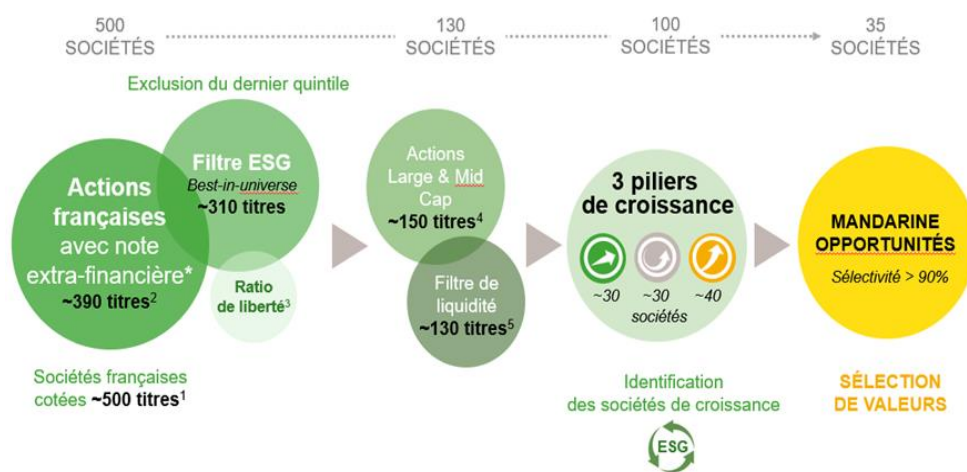 500
SOCIÉTÉS
130
SOCIÉTÉS
100
SOCIÉTÉS
35
SOCIÉTÉS
Exclusion du dernier quintile
Actions
françaises
avec note
extra-financière*
~390 titres²
Filtre ESG
Best-in-universe
~310 titres
Ratio
de liberté³
Sociétés françaises
cotées ~500 titres¹
Actions
Large & Mid
Cap
~150 titres⁴
Filtre de
liquidité
~130 titres⁵
3 piliers
de croissance
~30
~30
~40
sociétés
Identification
des sociétés de croissance
ESG
MANDARINE
OPPORTUNITÉS
Sélectivité > 90%
SÉLECTION
DE VALEURS